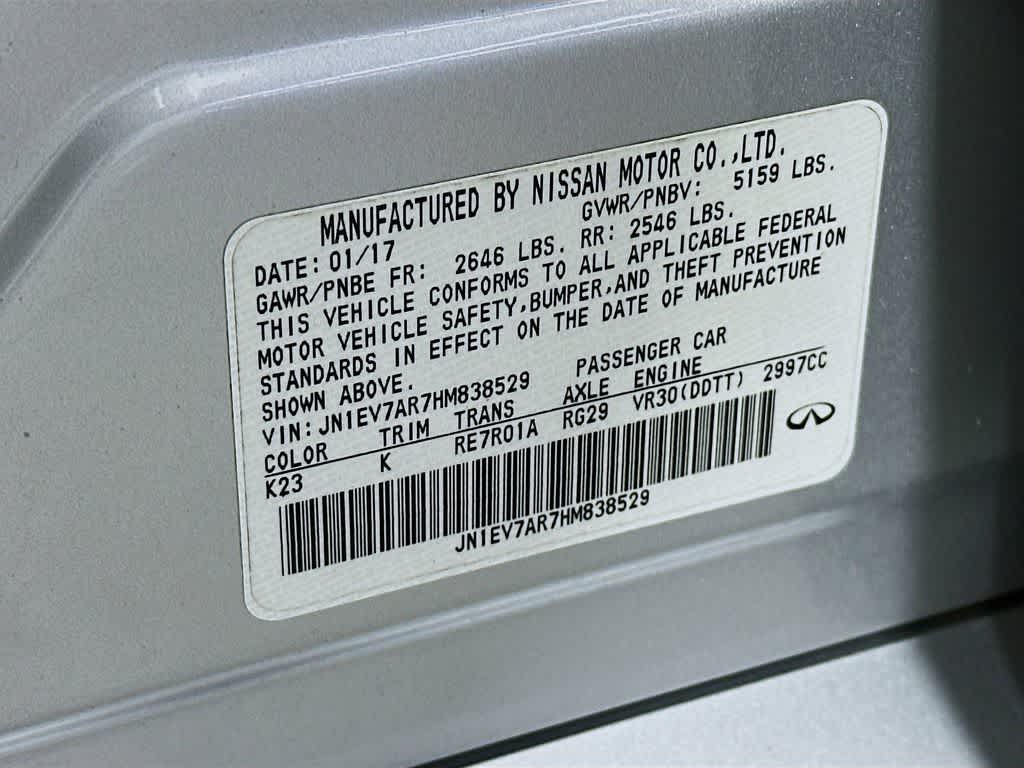 MANUFACTURED BY NISSAN MOTOR CO.,LTD.
DATE: 01/17 GVWR/PNBV: 5159 LBS.
GAWR/PNBE FR: 2646 LBS. RR: 2546 LBS.
THIS VEHICLE CONFORMS TO ALL APPLICABLE FEDERAL
MOTOR VEHICLE SAFETY,BUMPER,AND THEFT PREVENTION
STANDARDS IN EFFECT ON THE DATE OF MANUFACTURE
SHOWN ABOVE.
VIN: JN1EV7AR7HM838529 PASSENGER CAR
COLOR TRIM TRANS AXLE ENGINE
K23 K RE7R01A RG29 VR30(DDTT) 2997CC
JN1EV7AR7HM838529